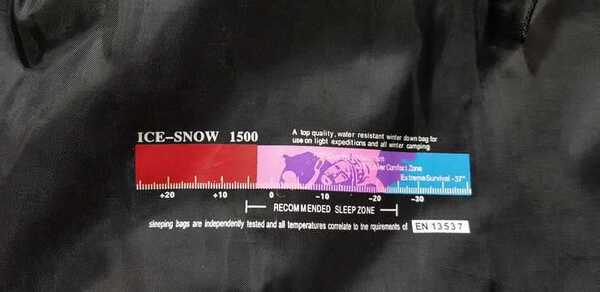 ICE-SNOW 1500
A top quality, water resistant winter down bag for
use on light expeditions and all winter camping
Comfort Zone
Extreme Survival -37°
+20 +10 0 -10 -20 -30
RECOMMENDED SLEEP ZONE
sleeping bags are independently tested and all temperatures correlate to the rquirements of EN 13537